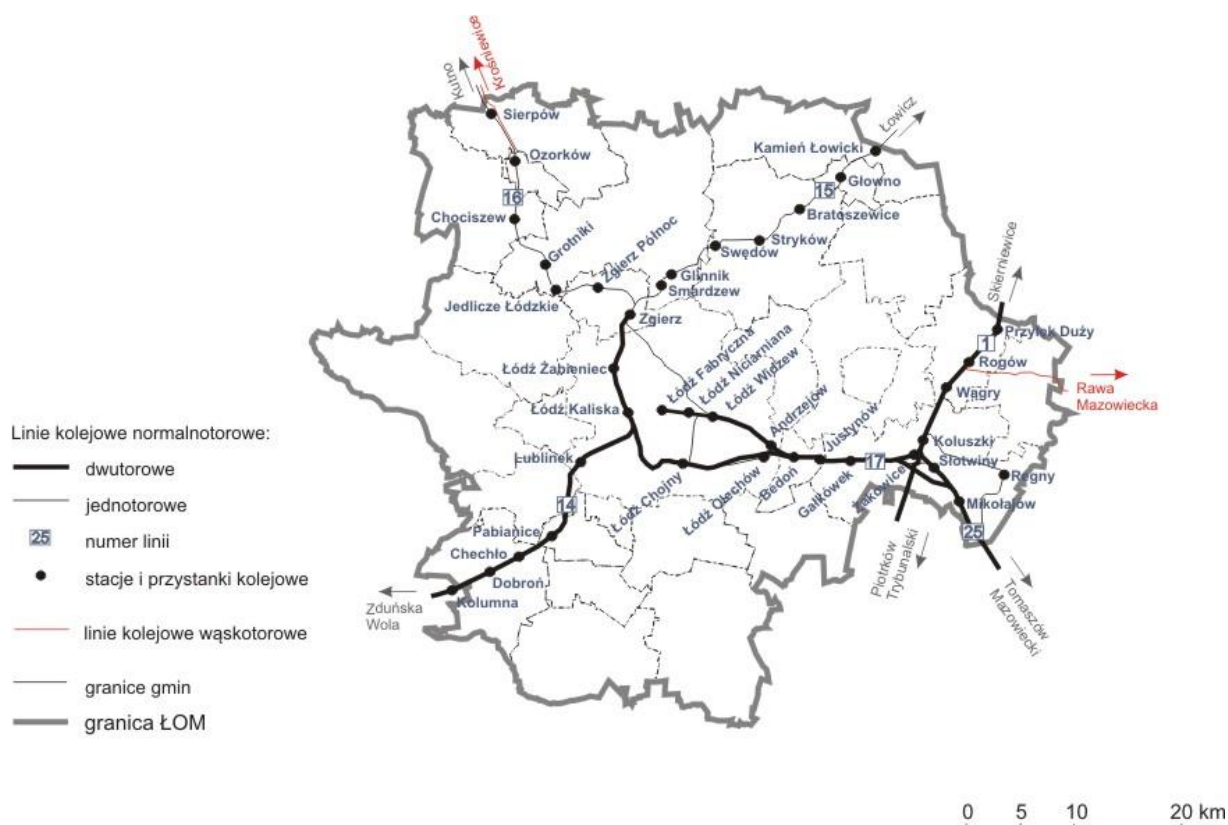 Krośniewice
Kutno
Sierpów
Łowicz
Kamień Łowicki
Ozorków
Głowno
15
16
Bratoszewice
Chociszew
Stryków
Swędów
Grotniki
Zgierz Północ
Glinnik
Smardzew
Skierniewice
Jedlicze Łódzkie
Zgierz
Przyłęk Duży
1
Rogów
Łódź Fabryczna
Łódź Niciarniana
Łódź Widzew
Łódź Żabieniec
Rawa
Mazowiecka
Wągry
Łódź Kaliska
Andrzejów
Justynów
Linie kolejowe normalnotorowe:
Koluszki
dwutorowe
Lublinek
17
Słotwiny
Regny
jednotorowe
14
Łódź Chojny
Łódź Olechów
Bedoń
Gałkówek
Żakowice
Mikołajów
25
numer linii
Pabianice
25
Chechło
stacje i przystanki kolejowe
Dobroń
Piotrków
Trybunalski
Kolumna
Zduńska
Wola
Tomaszów
Mazowiecki
linie kolejowe wąskotorowe
granice gmin
granica ŁOM
0 5 10 20 km